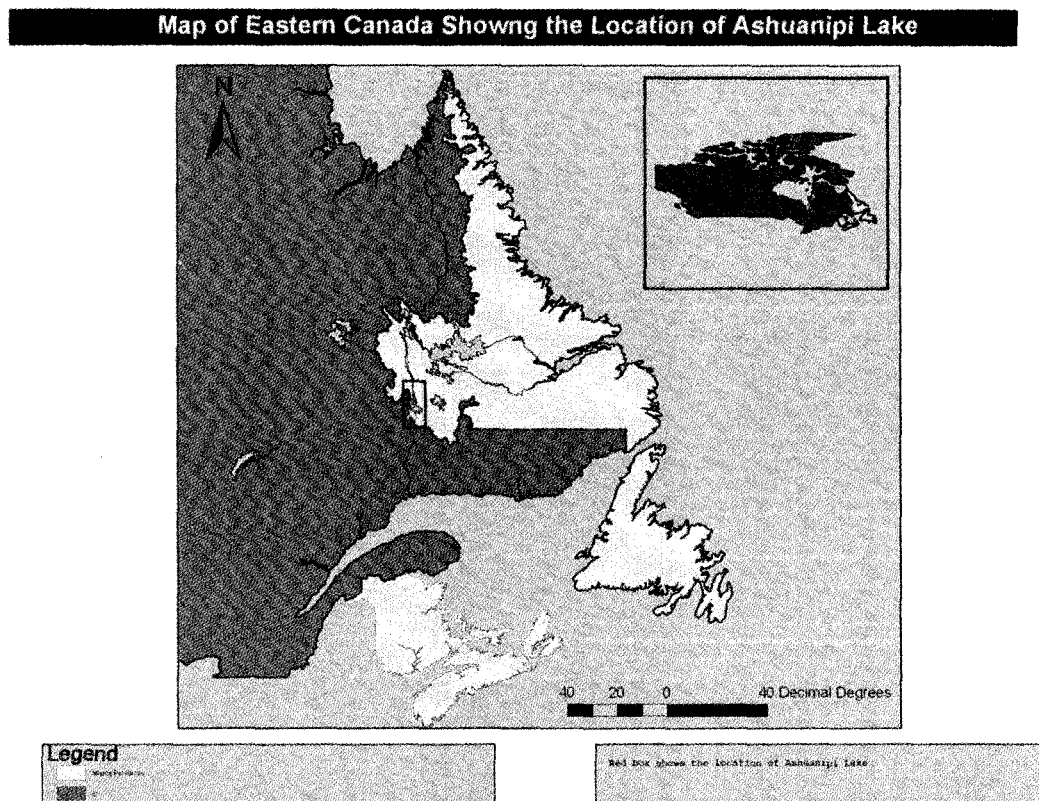 Map of Eastern Canada Showng the Location of Ashuanipi Lake
N
40 20 0 40 Decimal Degrees
Legend
Red Box shows the location of Ashuanipi Lake